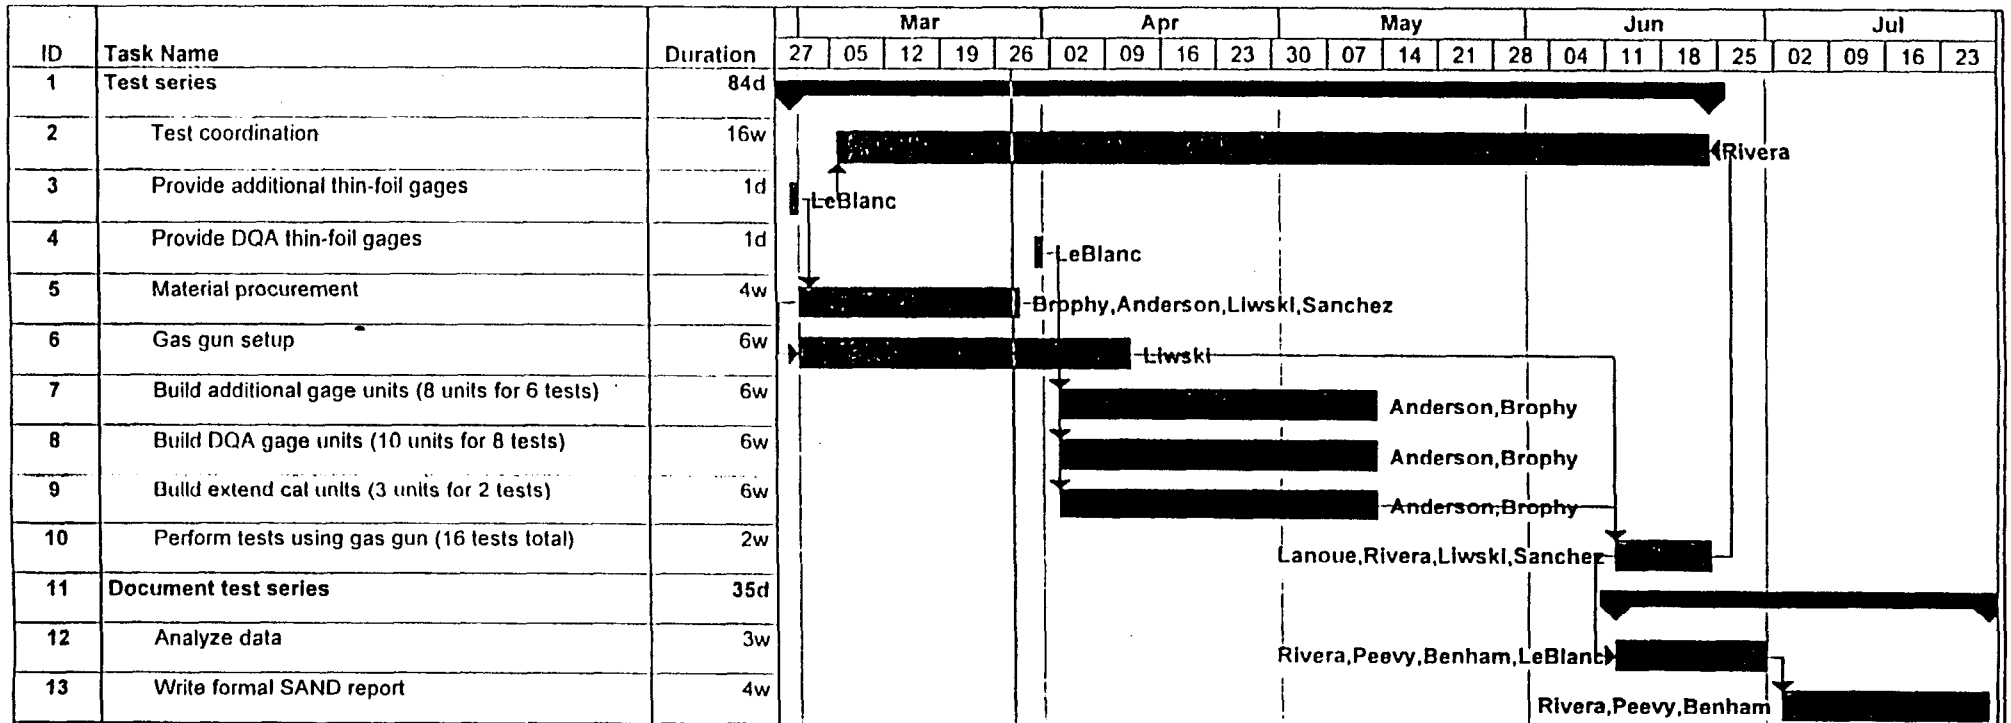 Mar Apr May Jun Jul
ID Task Name Duration 27 05 12 19 26 02 09 16 23 30 07 14 21 28 04 11 18 25 02 09 16 23
1 Test series 84d
2 Test coordination 16w Rivera
3 Provide additional thin-foil gages 1d LeBlanc
4 Provide DQA thin-foil gages 1d LeBlanc
5 Material procurement 4w Brophy,Anderson,Liwski,Sanchez
6 Gas gun setup 6w Liwski
7 Build additional gage units (8 units for 6 tests) 6w Anderson,Brophy
8 Build DQA gage units (10 units for 8 tests) 6w Anderson,Brophy
9 Build extend cal units (3 units for 2 tests) 6w Anderson,Brophy
10 Perform tests using gas gun (16 tests total) 2w Lanoue,Rivera,Liwski,Sanchez
11 Document test series 35d
12 Analyze data 3w Rivera,Peevy,Benham,LeBlanc
13 Write formal SAND report 4w Rivera,Peevy,Benham